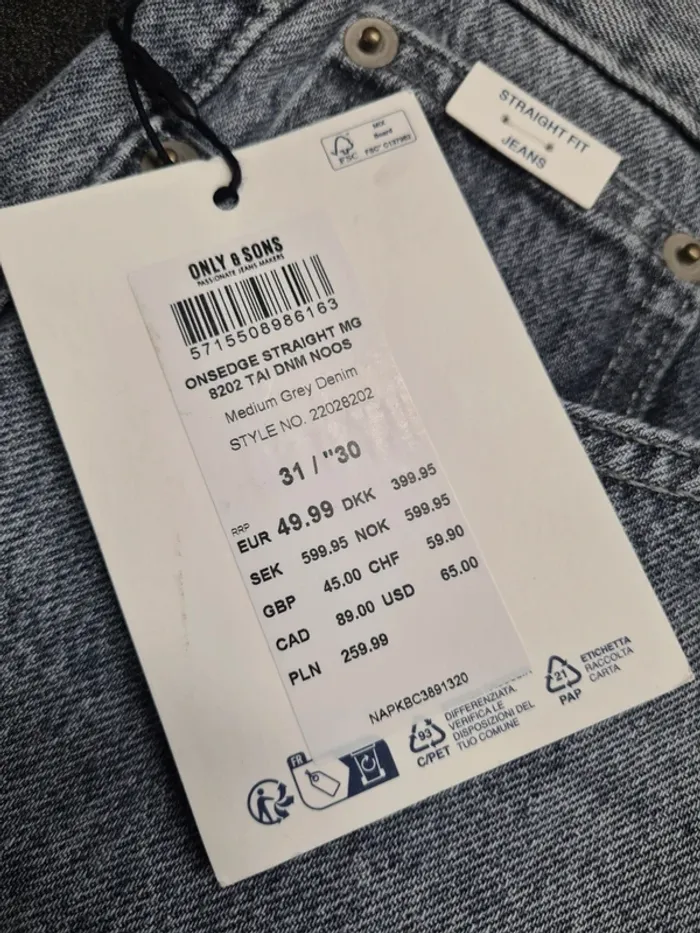 STRAIGHT FIT
JEANS
MIX
Board
FSC FSC® C137982
ONLY & SONS
PASSIONATE JEANS MAKERS
5715508986163
ONSEDGE STRAIGHT MG
8202 TAI DNM NOOS
Medium Grey Denim
STYLE NO. 22028202
31 / "30
RRP
EUR 49.99 DKK 399.95
SEK 599.95 NOK 599.95
GBP 45.00 CHF 59.90
CAD 89.00 USD 65.00
PLN 259.99
NAPKBC3891320
FR
93
C/PET
DIFFERENZIATA.
VERIFICA LE
DISPOSIZIONI DEL
TUO COMUNE
21
PAP
ETICHETTA
RACCOLTA
CARTA